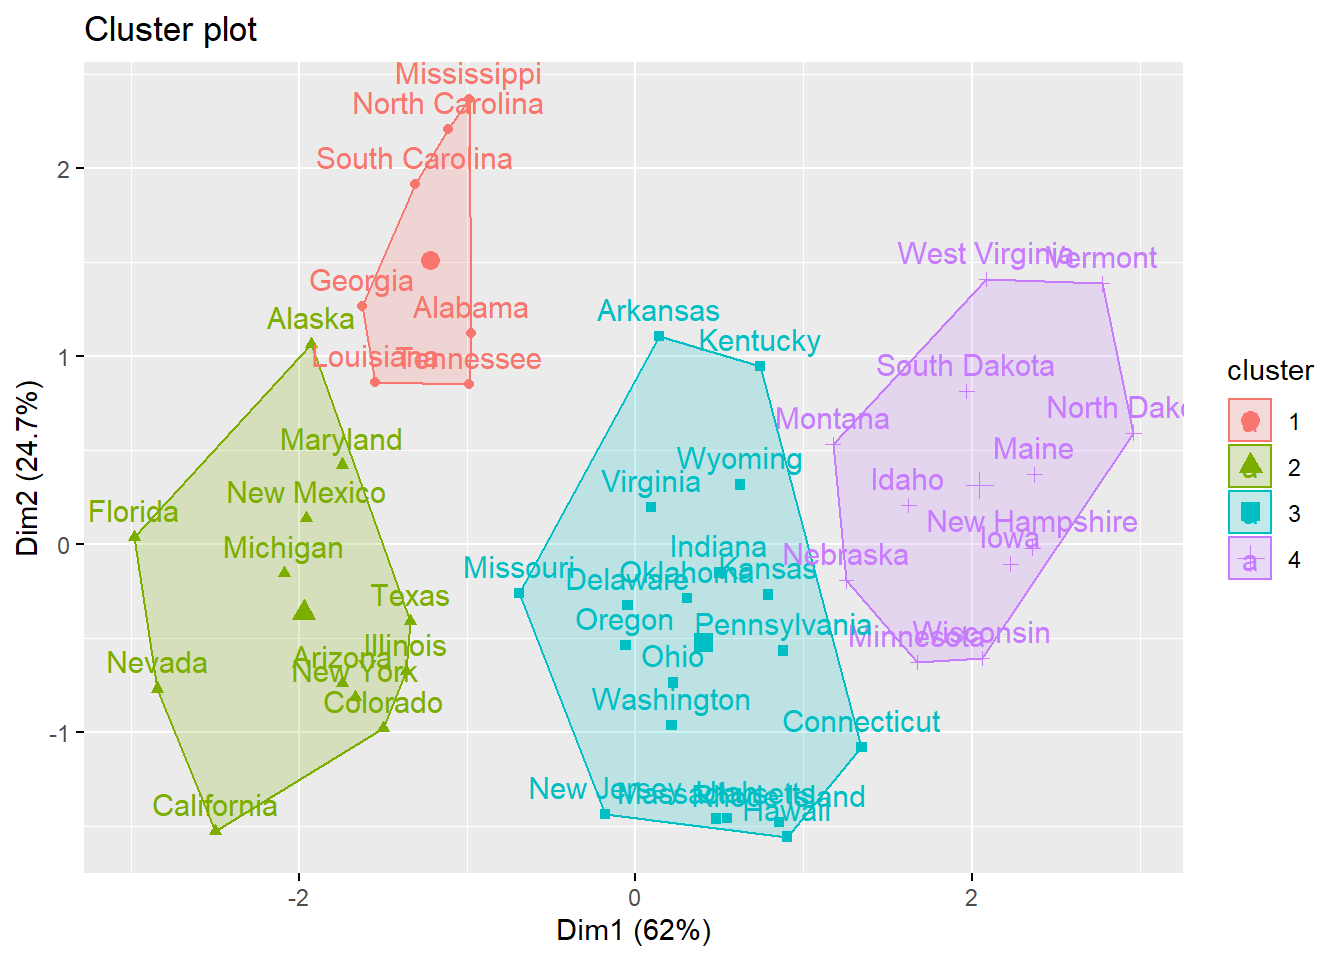 Cluster plot
Mississippi
North Carolina
South Carolina
Georgia
Alabama
Alaska
Louisiana
Tennessee
Maryland
New Mexico
Florida
Michigan
Texas
Illinois
Arizona
Nevada
New York
Colorado
California
Arkansas
Kentucky
Wyoming
Virginia
Indiana
Missouri
Delaware
Oklahoma
Kansas
Oregon
Pennsylvania
Ohio
Washington
Connecticut
New Jersey
Massachusetts
Utah
Rhode Island
Hawaii
West Virginia
Vermont
South Dakota
North Dako
Montana
Maine
Idaho
New Hampshire
Iowa
Nebraska
Minnesota
Wisconsin
2
1
0
-1
-2
0
2
Dim1 (62%)
Dim2 (24.7%)
cluster
a 1
a 2
a 3
a 4